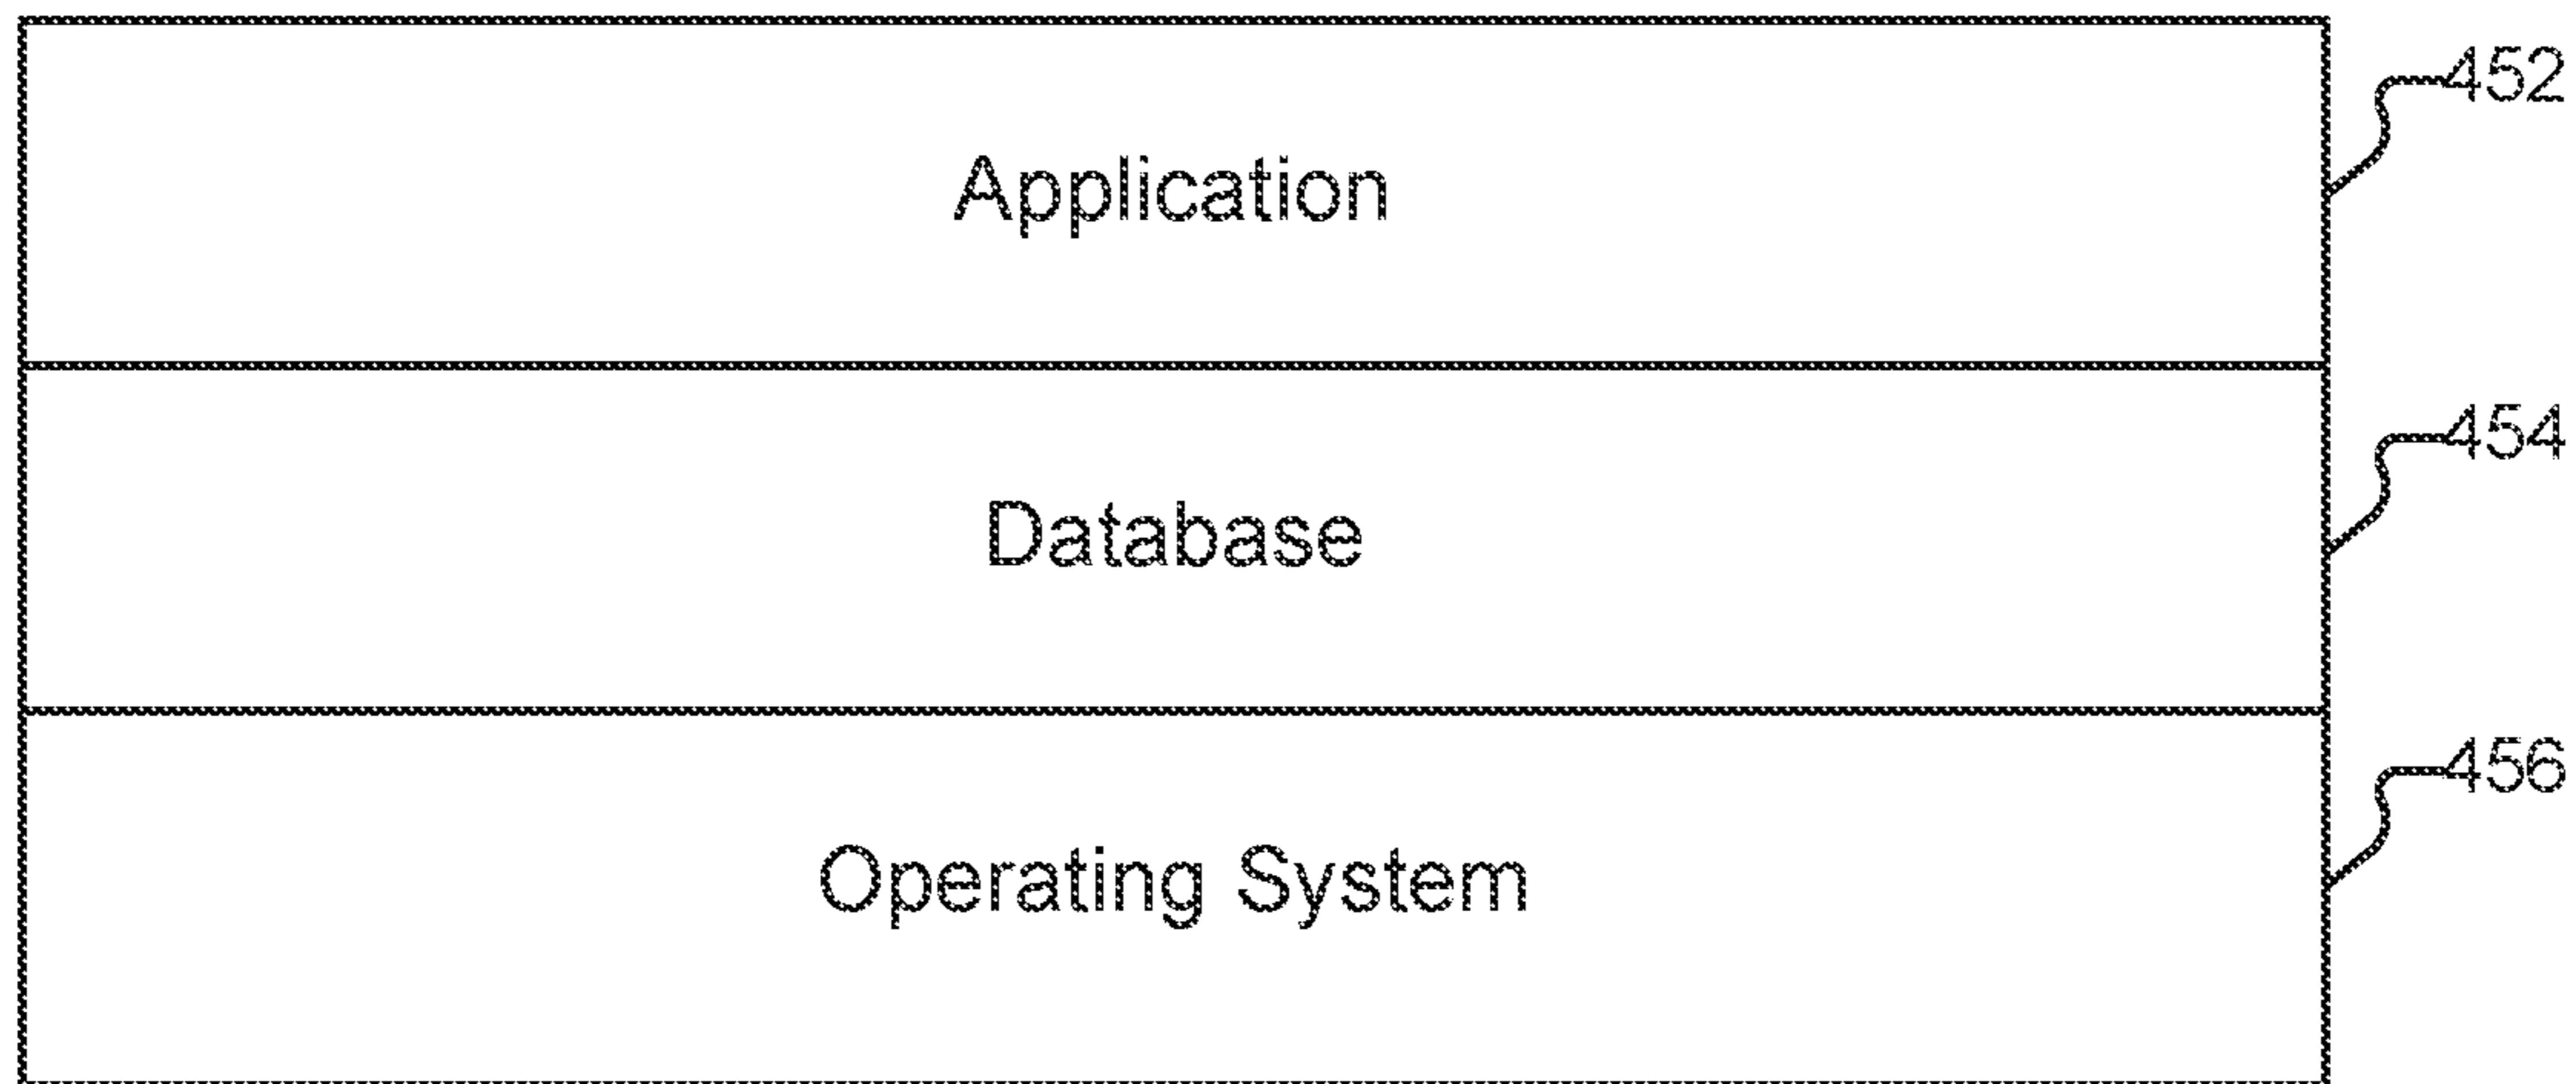 452
Application
454
Database
456
Operating System